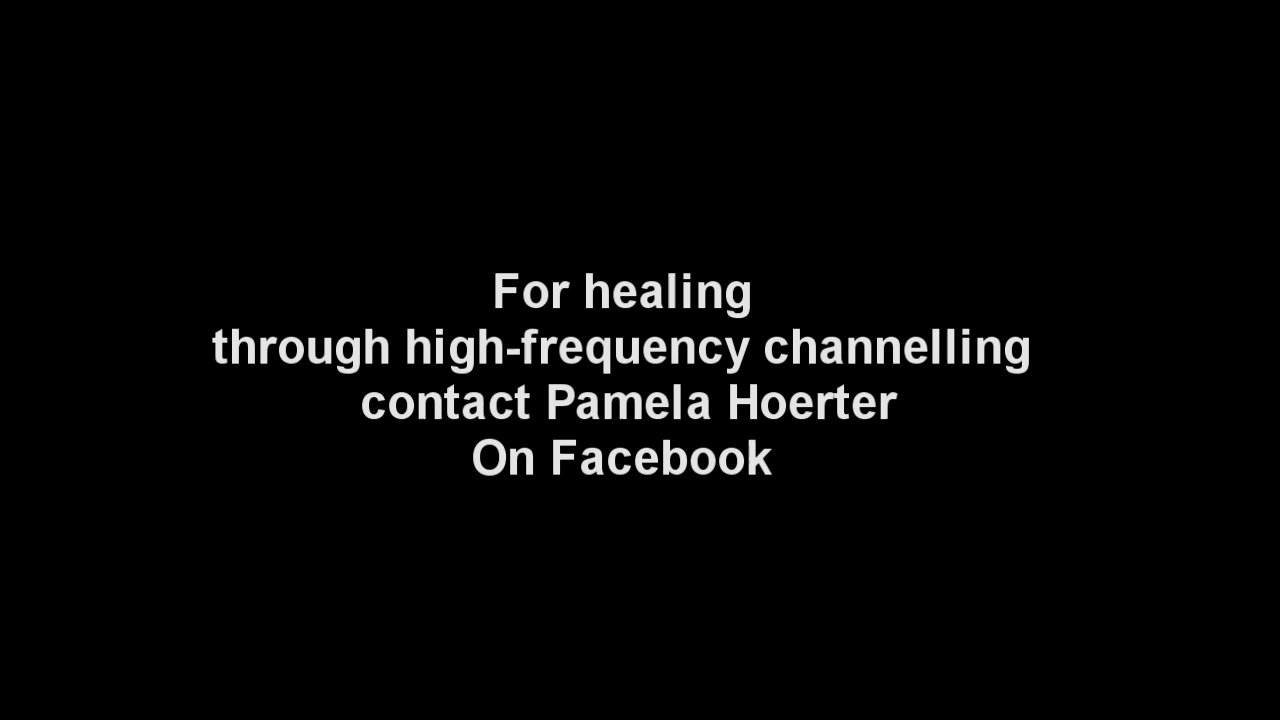 For healing
through high-frequency channelling
contact Pamela Hoerter
On Facebook